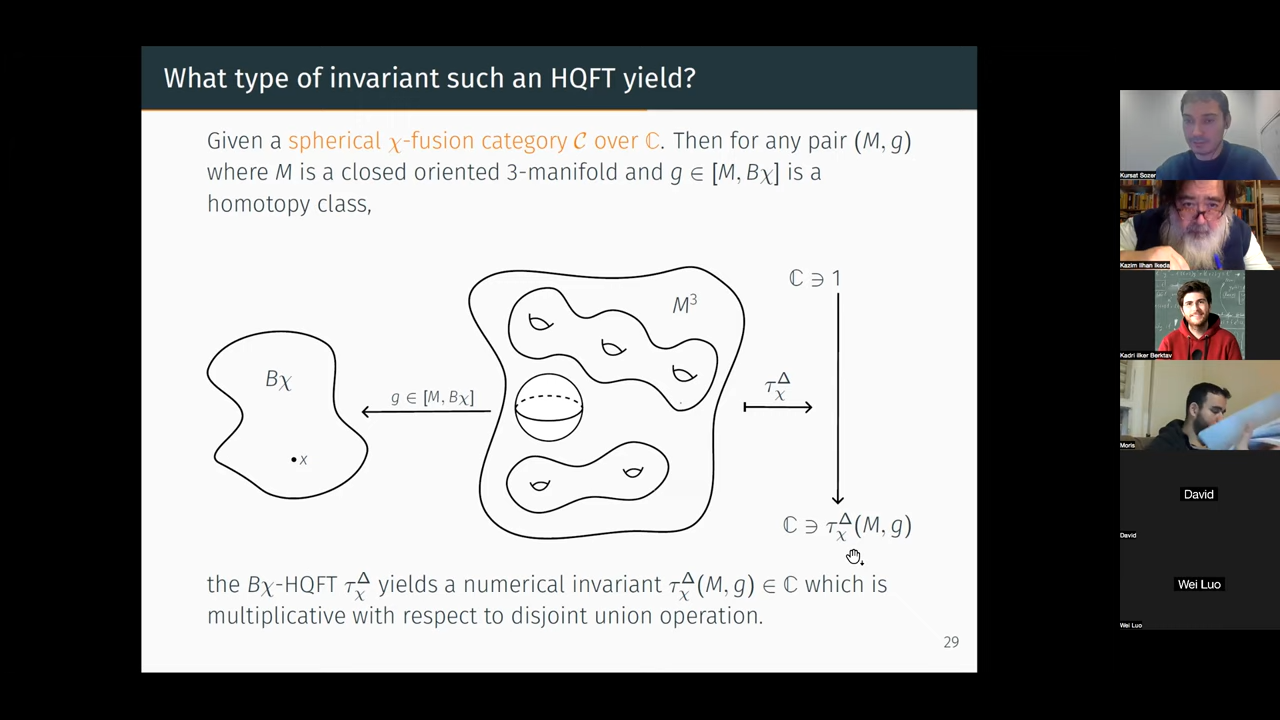 What type of invariant such an HQFT yield?
Given a spherical χ-fusion category 𝒞 over ℂ. Then for any pair (M, g)
where M is a closed oriented 3-manifold and g ∈ [M, Bχ] is a
homotopy class,
ℂ ∋ 1
M³
Bχ
g ∈ [M, Bχ]
τ_χ^Δ
x
ℂ ∋ τ_χ^Δ(M, g)
the Bχ-HQFT τ_χ^Δ yields a numerical invariant τ_χ^Δ(M, g) ∈ ℂ which is
multiplicative with respect to disjoint union operation.
29
Kursat Sozer
Kazim Ilhan Ikeda
Kadri ilker Berktav
Moris
David
David
Wei Luo
Wei Luo